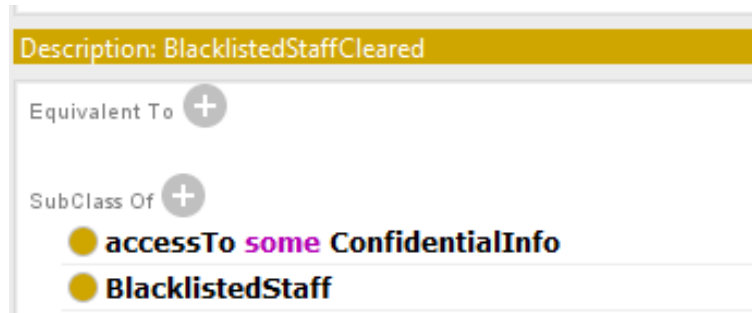 Description: BlacklistedStaffCleared
Equivalent To
SubClass Of
accessTo some ConfidentialInfo
BlacklistedStaff